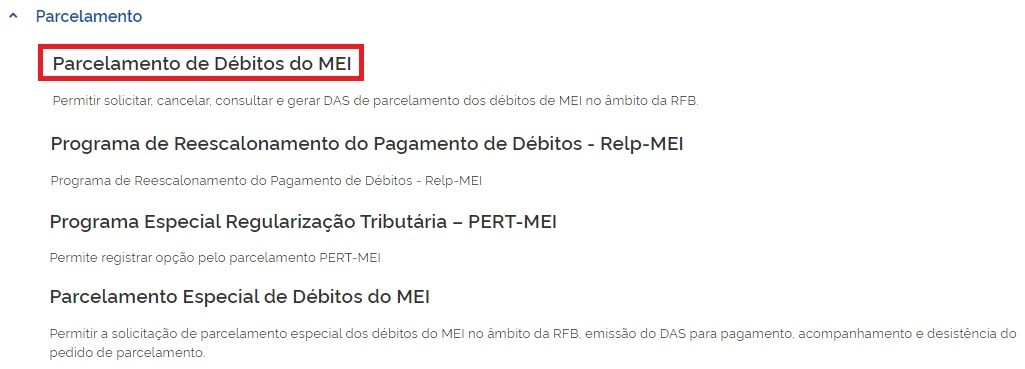 Parcelamento
Parcelamento de Débitos do MEI
Permitir solicitar, cancelar, consultar e gerar DAS de parcelamento dos débitos de MEI no âmbito da RFB.
Programa de Reescalonamento do Pagamento de Débitos - Relp-MEI
Programa de Reescalonamento do Pagamento de Débitos - Relp-MEI
Programa Especial Regularização Tributária – PERT-MEI
Permite registrar opção pelo parcelamento PERT-MEI
Parcelamento Especial de Débitos do MEI
Permitir a solicitação de parcelamento especial dos débitos do MEI no âmbito da RFB, emissão do DAS para pagamento, acompanhamento e desistência do
pedido de parcelamento.